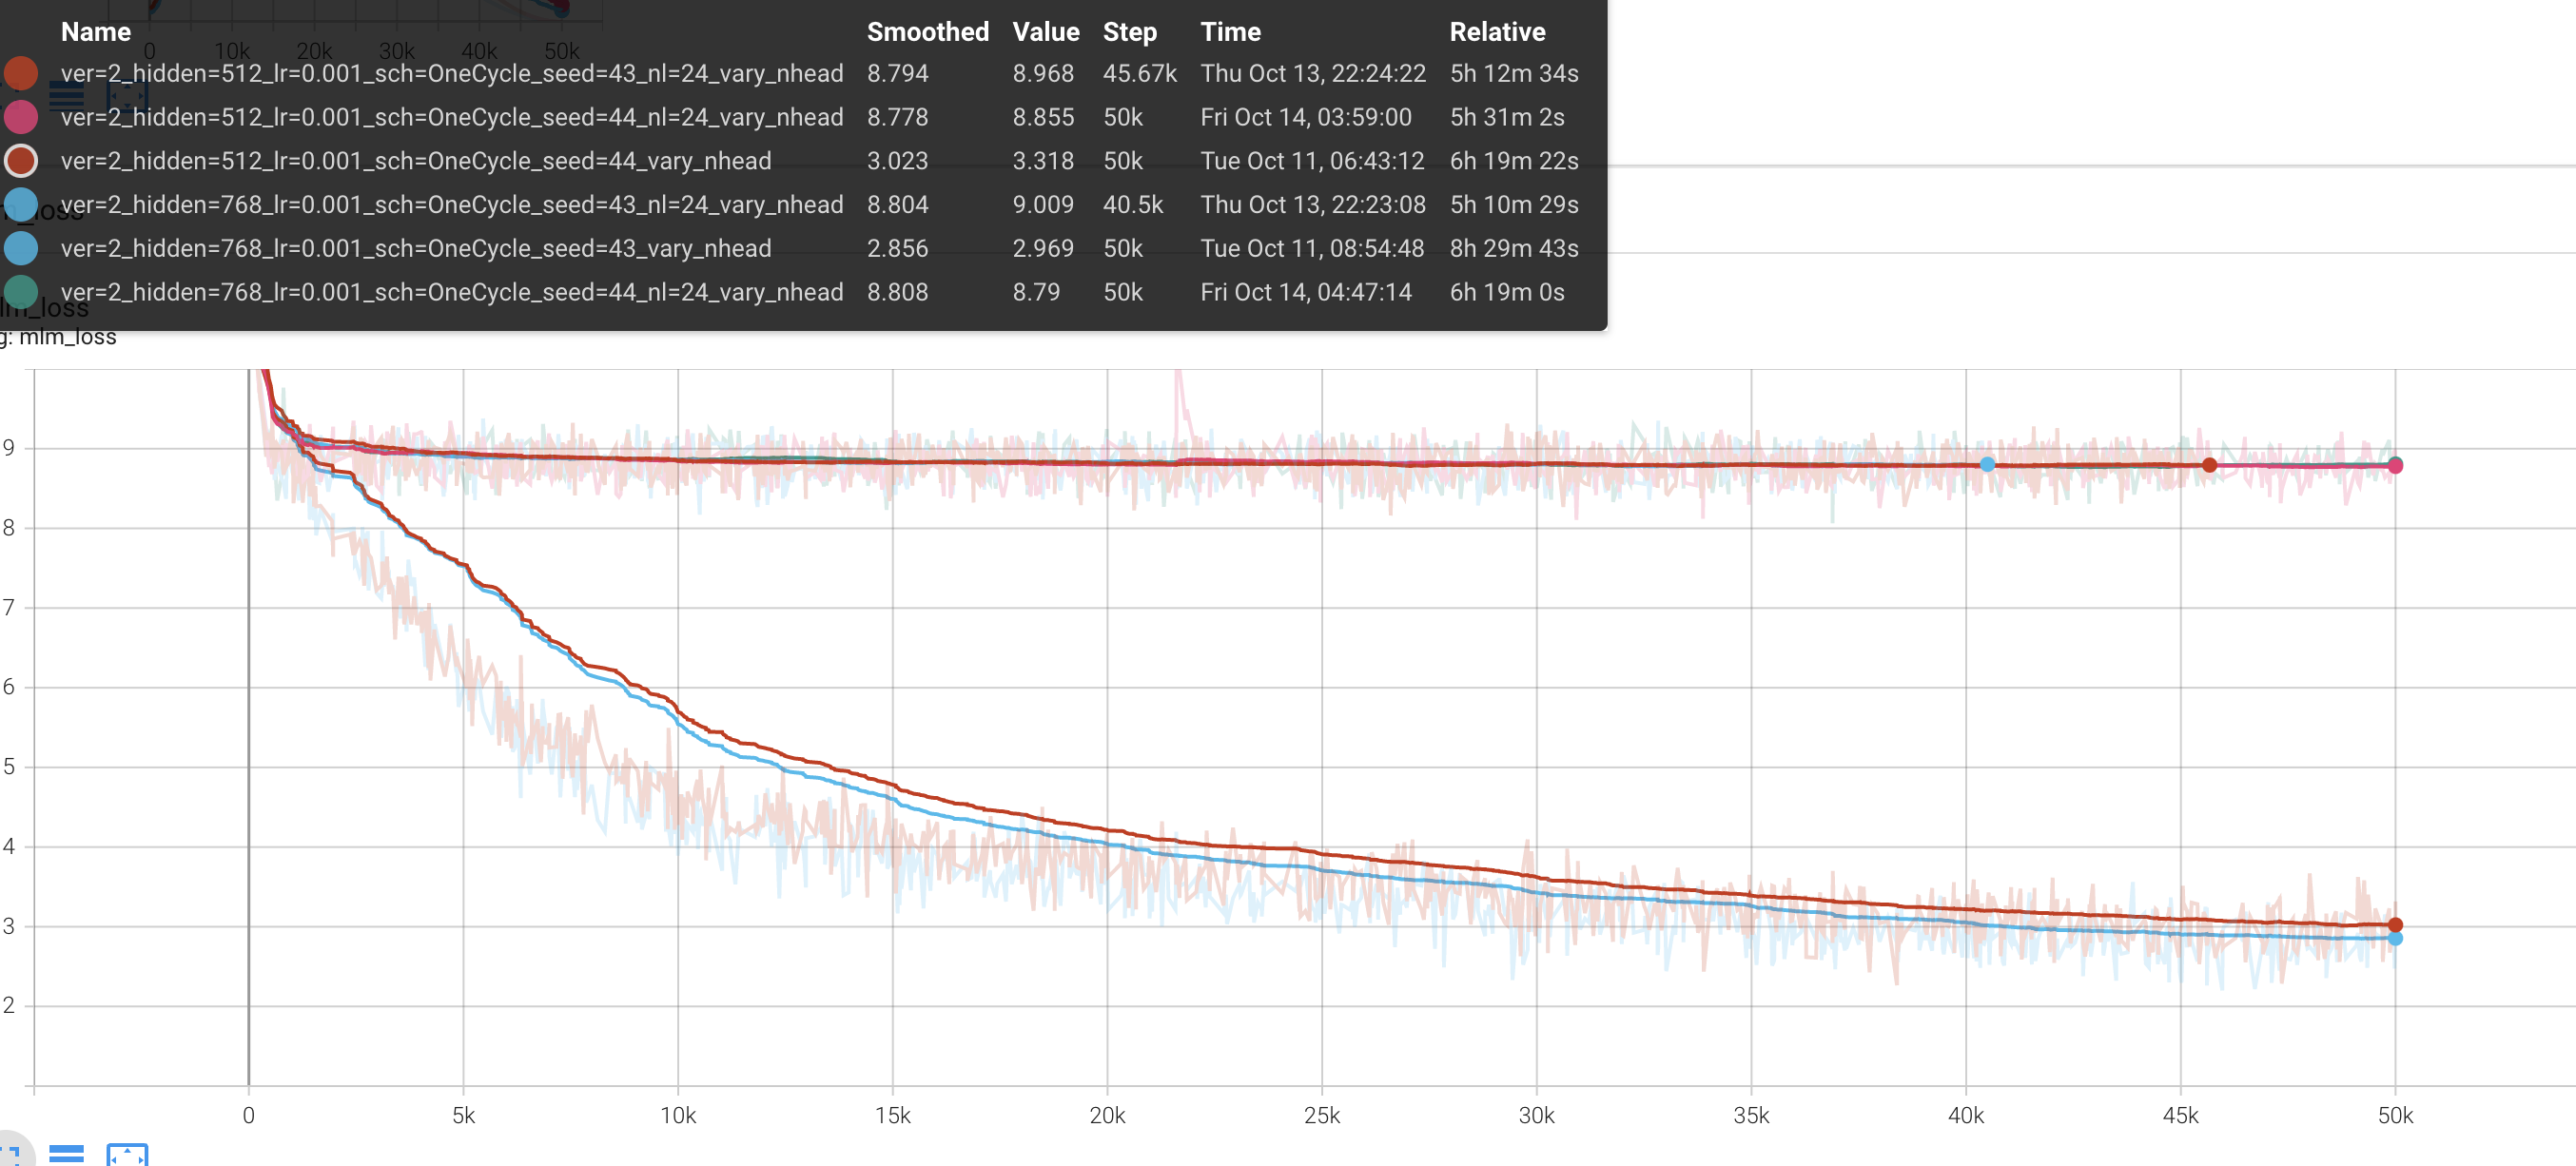 Name Smoothed Value Step Time Relative
0 10k 20k 30k 40k 50k
ver=2_hidden=512_lr=0.001_sch=OneCycle_seed=43_nl=24_vary_nhead 8.794 8.968 45.67k Thu Oct 13, 22:24:22 5h 12m 34s
ver=2_hidden=512_lr=0.001_sch=OneCycle_seed=44_nl=24_vary_nhead 8.778 8.855 50k Fri Oct 14, 03:59:00 5h 31m 2s
ver=2_hidden=512_lr=0.001_sch=OneCycle_seed=44_vary_nhead 3.023 3.318 50k Tue Oct 11, 06:43:12 6h 19m 22s
ver=2_hidden=768_lr=0.001_sch=OneCycle_seed=43_nl=24_vary_nhead 8.804 9.009 40.5k Thu Oct 13, 22:23:08 5h 10m 29s
ver=2_hidden=768_lr=0.001_sch=OneCycle_seed=43_vary_nhead 2.856 2.969 50k Tue Oct 11, 08:54:48 8h 29m 43s
ver=2_hidden=768_lr=0.001_sch=OneCycle_seed=44_nl=24_vary_nhead 8.808 8.79 50k Fri Oct 14, 04:47:14 6h 19m 0s
lm_loss
g: mlm_loss
9
8
7
6
5
4
3
2
0 5k 10k 15k 20k 25k 30k 35k 40k 45k 50k